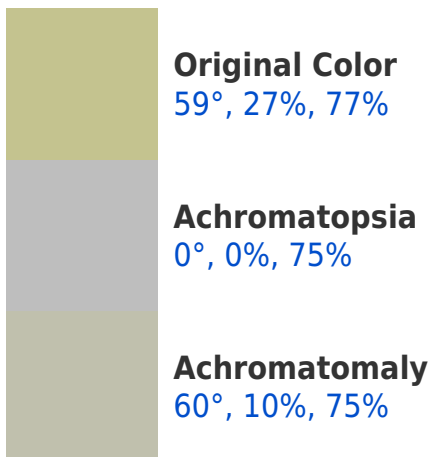 Original Color
59°, 27%, 77%
Achromatopsia
0°, 0%, 75%
Achromatomaly
60°, 10%, 75%